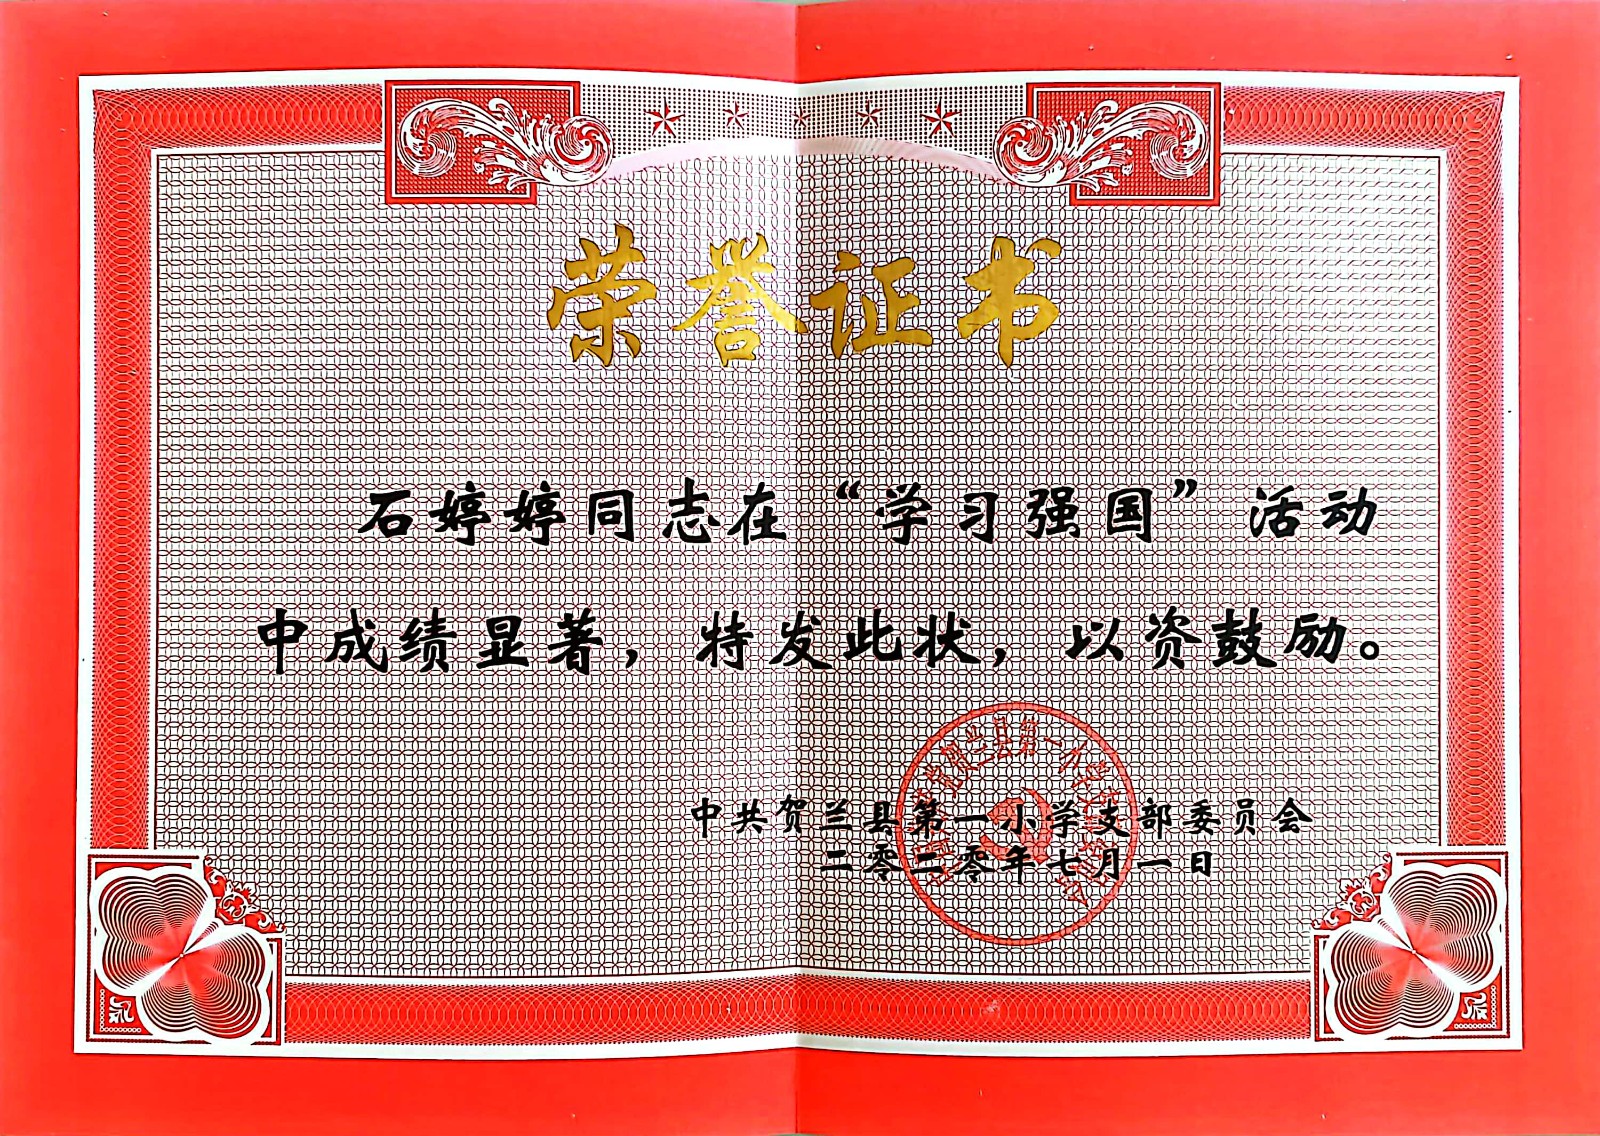 荣誉证书
石婷婷同志在“学习强国”活动
中成绩显著，特发此状，以资鼓励。
中共贺兰县第一小学支部委员会
二零二零年七月一日